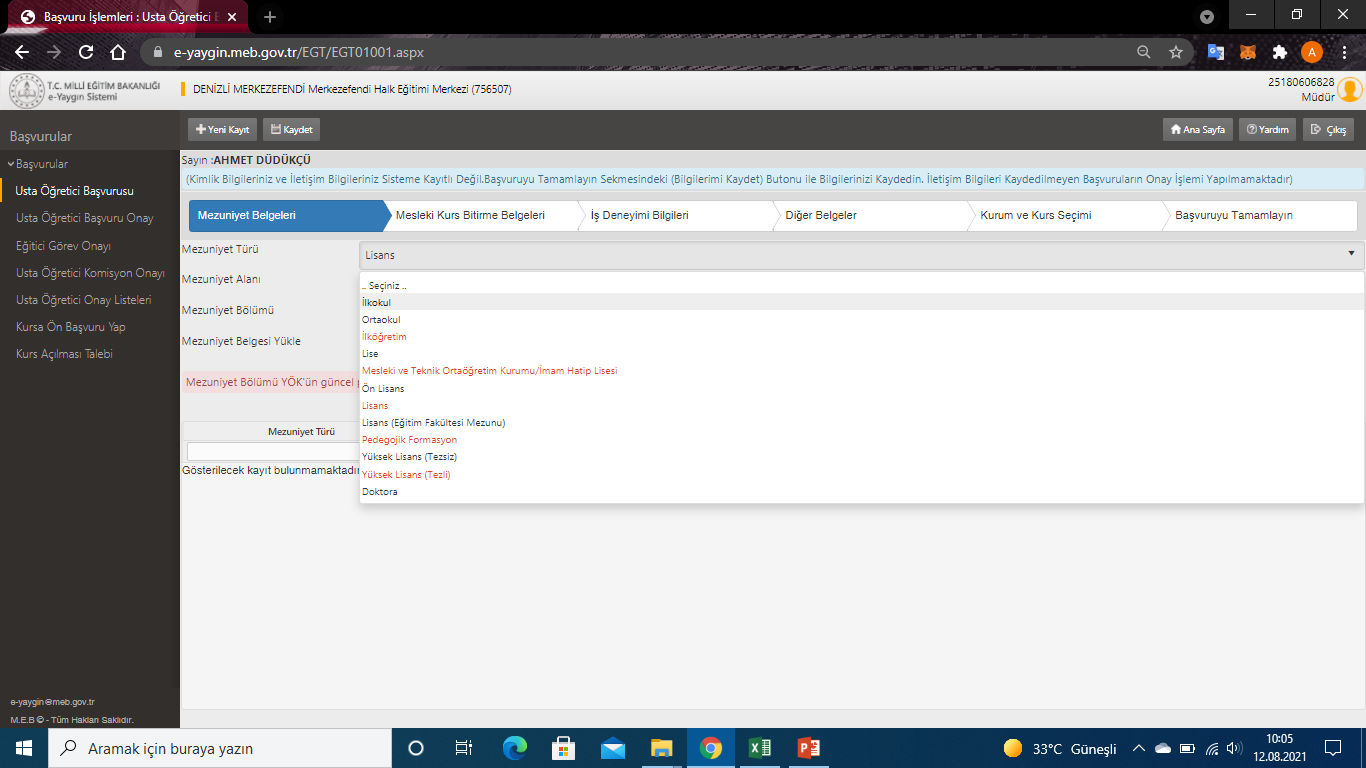 Başvuru İşlemleri : Usta Öğretici B
e-yaygin.meb.gov.tr/EGT/EGT01001.aspx
A
T.C. MİLLİ EĞİTİM BAKANLIĞI
e-Yaygın Sistemi
DENİZLİ MERKEZEFENDİ Merkezefendi Halk Eğitimi Merkezi (756507)
25180606828
Müdür
Başvurular
Yeni Kayıt
Kaydet
Ana Sayfa
Yardım
Çıkış
Başvurular
Usta Öğretici Başvurusu
Usta Öğretici Başvuru Onay
Eğitici Görev Onayı
Usta Öğretici Komisyon Onayı
Usta Öğretici Onay Listeleri
Kursa Ön Başvuru Yap
Kurs Açılması Talebi
Sayın :AHMET DÜDÜKÇÜ
(Kimlik Bilgileriniz ve İletişim Bilgileriniz Sisteme Kayıtlı Değil.Başvuruyu Tamamlayın Sekmesindeki (Bilgilerimi Kaydet) Butonu ile Bilgilerinizi Kaydedin. İletişim Bilgileri Kaydedilmeyen Başvuruların Onay İşlemi Yapılmamaktadır)
Mezuniyet Belgeleri
Mesleki Kurs Bitirme Belgeleri
İş Deneyimi Bilgileri
Diğer Belgeler
Kurum ve Kurs Seçimi
Başvuruyu Tamamlayın
Mezuniyet Türü
Lisans
Mezuniyet Alanı
Mezuniyet Bölümü
Mezuniyet Belgesi Yükle
Mezuniyet Bölümü YÖK'ün güncel p
Mezuniyet Türü
Gösterilecek kayıt bulunmamaktadır
.. Seçiniz ..
İlkokul
Ortaokul
İlköğretim
Lise
Mesleki ve Teknik Ortaöğretim Kurumu/İmam Hatip Lisesi
Ön Lisans
Lisans
Lisans (Eğitim Fakültesi Mezunu)
Pedegojik Formasyon
Yüksek Lisans (Tezsiz)
Yüksek Lisans (Tezli)
Doktora
e-yaygin@meb.gov.tr
M.E.B © - Tüm Hakları Saklıdır.
Aramak için buraya yazın
33°C Güneşli
10:05
12.08.2021